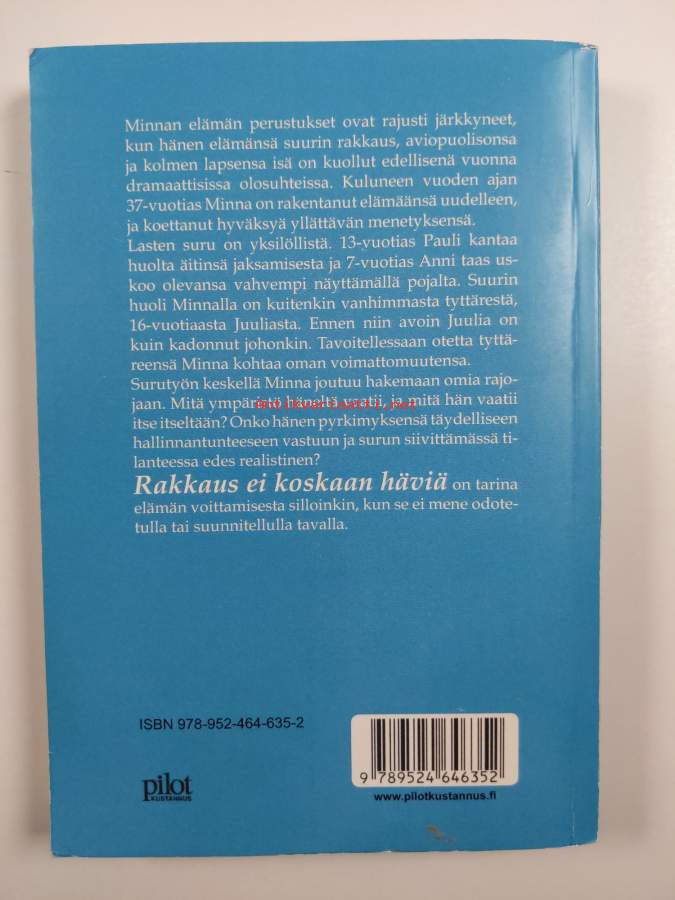 Minnan elämän perustukset ovat rajusti järkkyneet,
kun hänen elämänsä suurin rakkaus, aviopuolisonsa
ja kolmen lapsensa isä on kuollut edellisenä vuonna
dramaattisissa olosuhteissa. Kuluneen vuoden ajan
37-vuotias Minna on rakentanut elämäänsä uudelleen,
ja koettanut hyväksyä yllättävän menetyksensä.
Lasten suru on yksilöllistä. 13-vuotias Pauli kantaa
huolta äitinsä jaksamisesta ja 7-vuotias Anni taas us-
koo olevansa vahvempi näyttämällä pojalta. Suurin
huoli Minnalla on kuitenkin vanhimmasta tyttärestä,
16-vuotiaasta Juuliasta. Ennen niin avoin Juulia on
kuin kadonnut johonkin. Tavoitellessaan otetta tyttä-
reensä Minna kohtaa oman voimattomuutensa.
Surutyön keskellä Minna joutuu hakemaan omia rajo-
jaan. Mitä ympäristö häneltä vaatii, ja mitä hän vaatii
antikvariaatti.net
itse itseltään? Onko hänen pyrkimyksensä täydelliseen
hallinnantunteeseen vastuun ja surun siivittämässä ti-
lanteessa edes realistinen?
Rakkaus ei koskaan häviä on tarina
elämän voittamisesta silloinkin, kun se ei mene odote-
tulla tai suunnitellulla tavalla.
ISBN 978-952-464-635-2
9 789524 646352
www.pilotkustannus.fi
pilot
KUSTANNUS